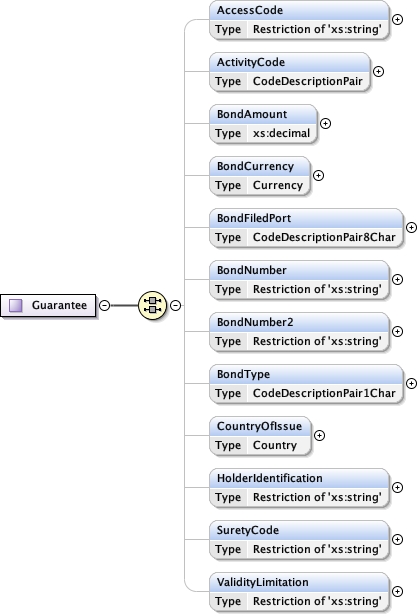 AccessCode
Type Restriction of 'xs:string'
ActivityCode
Type CodeDescriptionPair
BondAmount
Type xs:decimal
BondCurrency
Type Currency
BondFiledPort
Type CodeDescriptionPair8Char
BondNumber
Type Restriction of 'xs:string'
Guarantee
BondNumber2
Type Restriction of 'xs:string'
BondType
Type CodeDescriptionPair1Char
CountryOfIssue
Type Country
HolderIdentification
Type Restriction of 'xs:string'
SuretyCode
Type Restriction of 'xs:string'
ValidityLimitation
Type Restriction of 'xs:string'